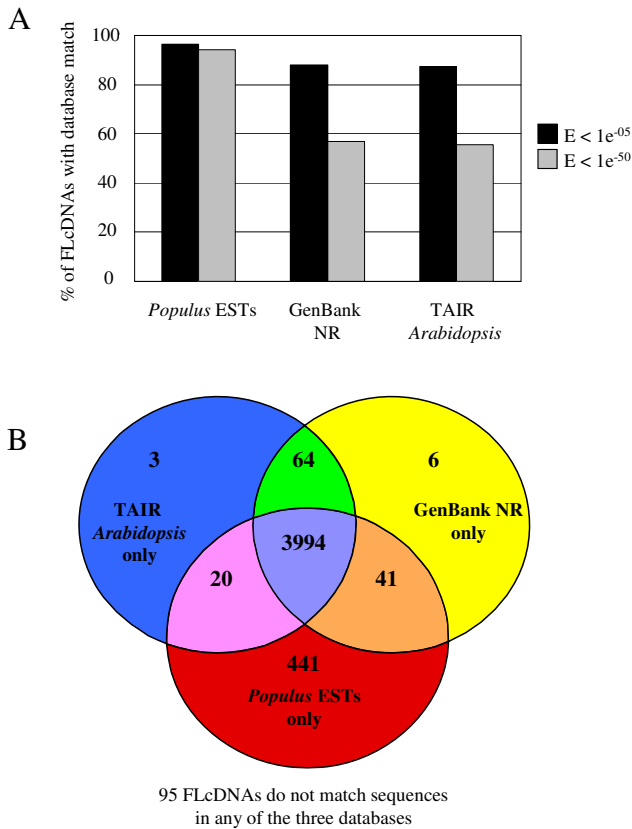 A
% of FLcDNAs with database match
100
80
60
40
20
0
Populus ESTs
GenBank
NR
TAIR
Arabidopsis
E < 1e-05
E < 1e-50
B
3
64
6
TAIR
Arabidopsis
only
GenBank NR
only
3994
20
41
441
Populus ESTs
only
95 FLcDNAs do not match sequences
in any of the three databases